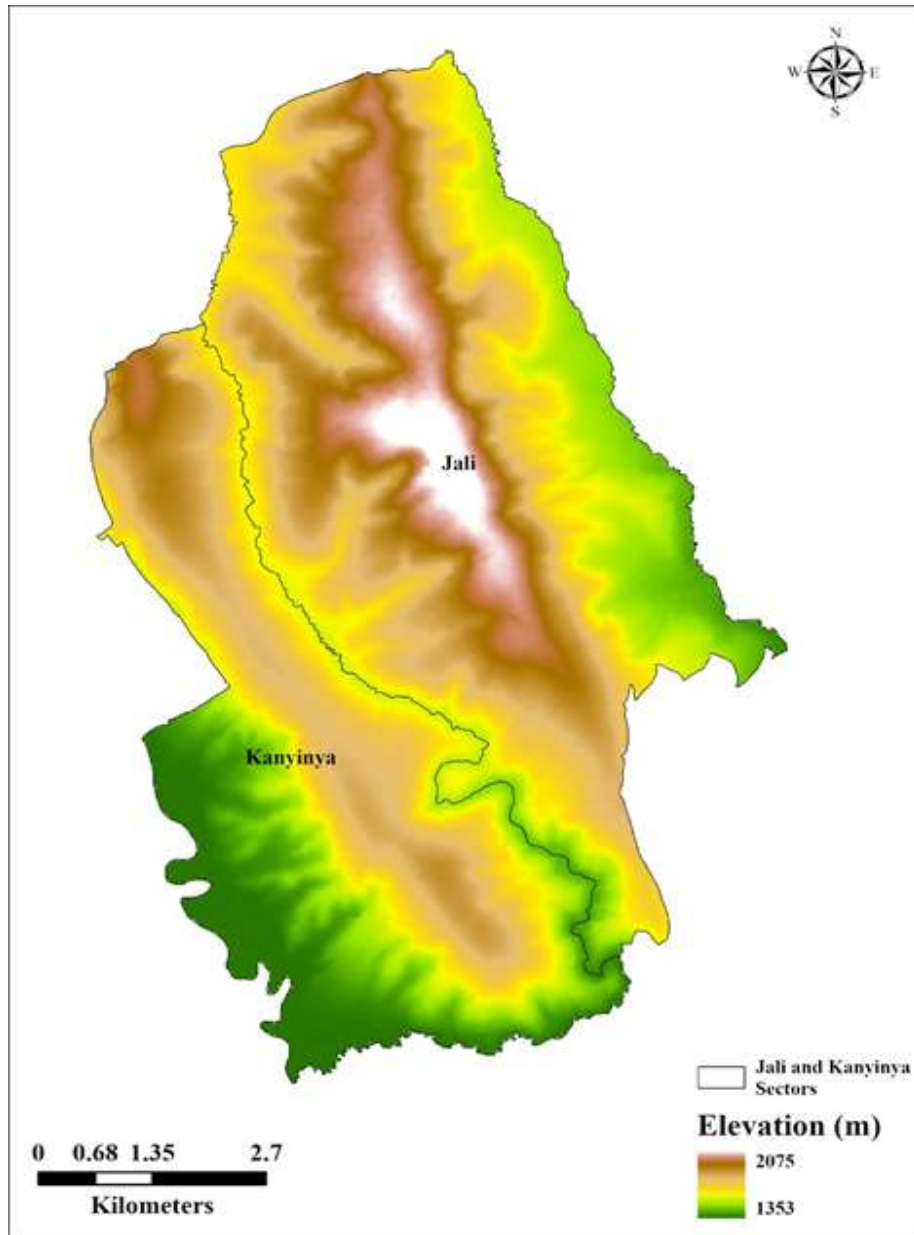 N
W E
S
Jali
Kanyinya
Jali and Kanyinya
Sectors
Elevation (m)
2075
1353
0 0.68 1.35 2.7
Kilometers